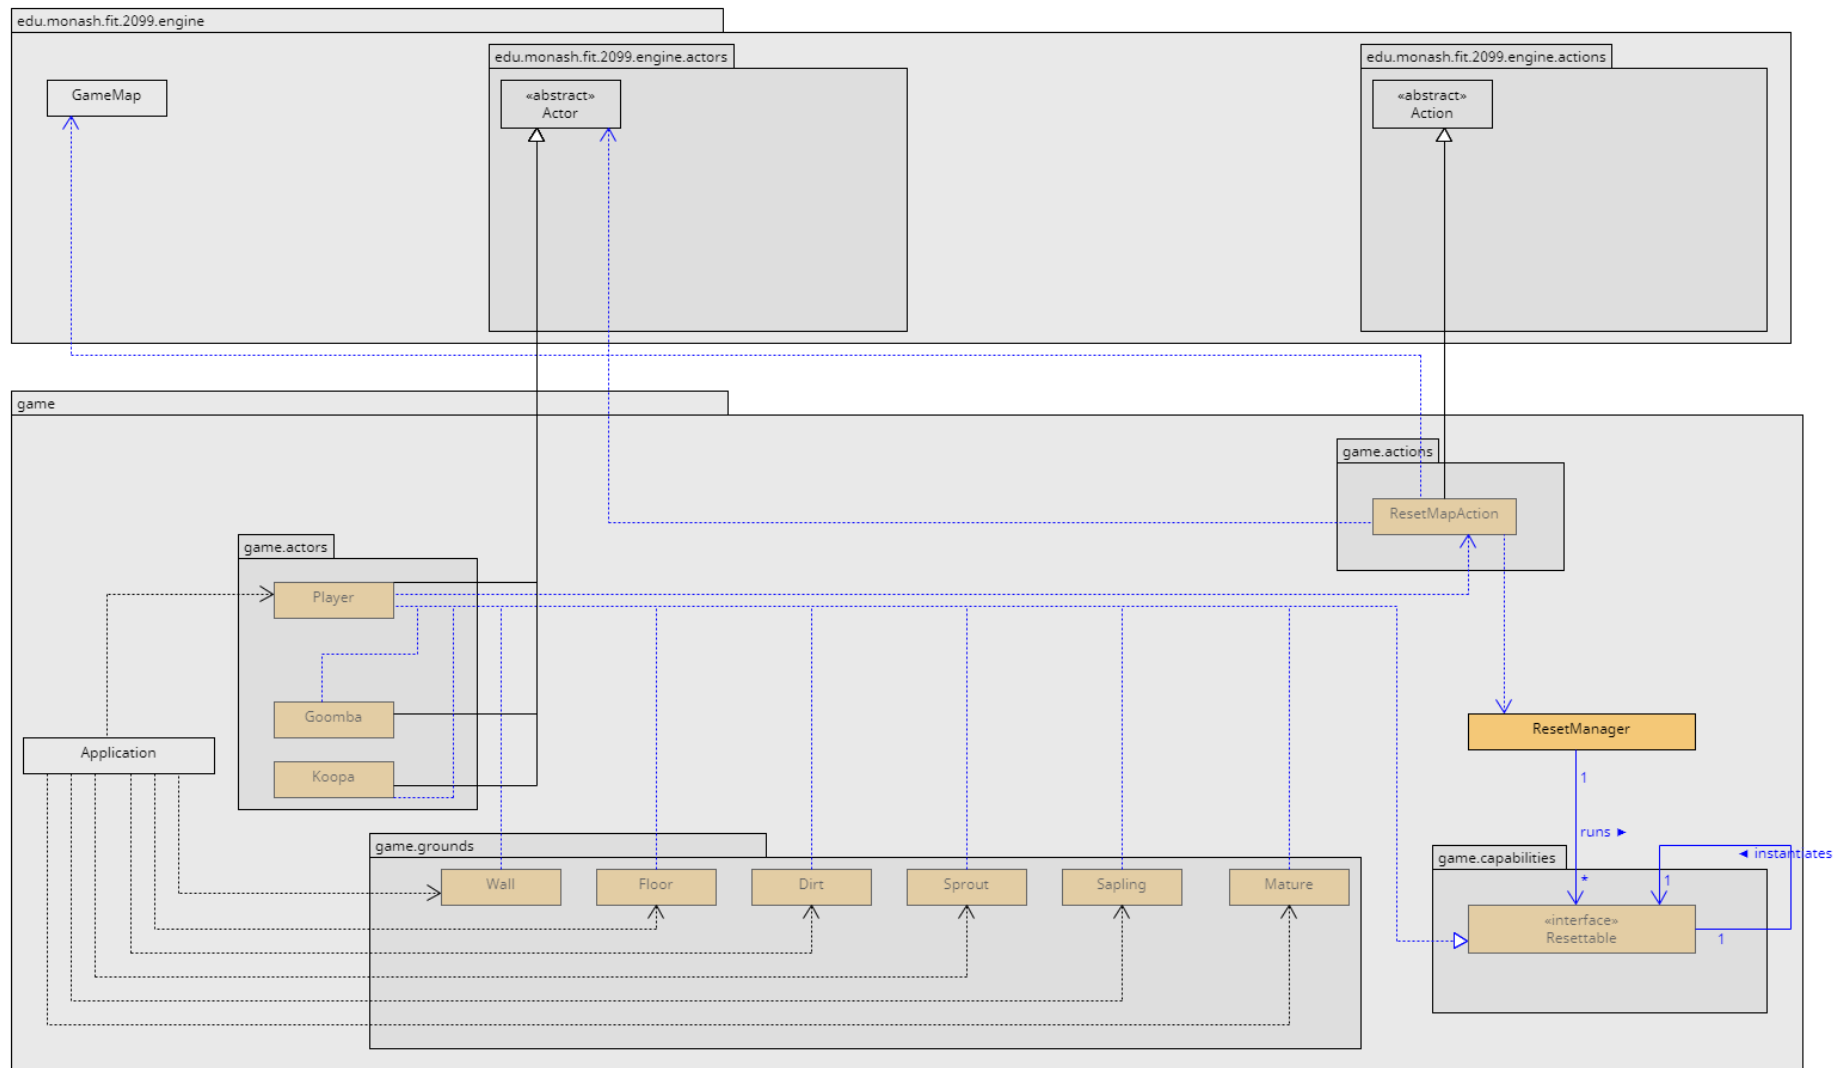 edu.monash.fit.2099.engine
edu.monash.fit.2099.engine.actors
edu.monash.fit.2099.engine.actions
GameMap
«abstract»
Actor
«abstract»
Action
game
game.actions
ResetMapAction
game.actors
Player
Goomba
Koopa
Application
ResetManager
1
runs ►
*
game.grounds
Wall
Floor
Dirt
Sprout
Sapling
Mature
game.capabilities
◄ instantiates
1
«interface»
Resettable
1